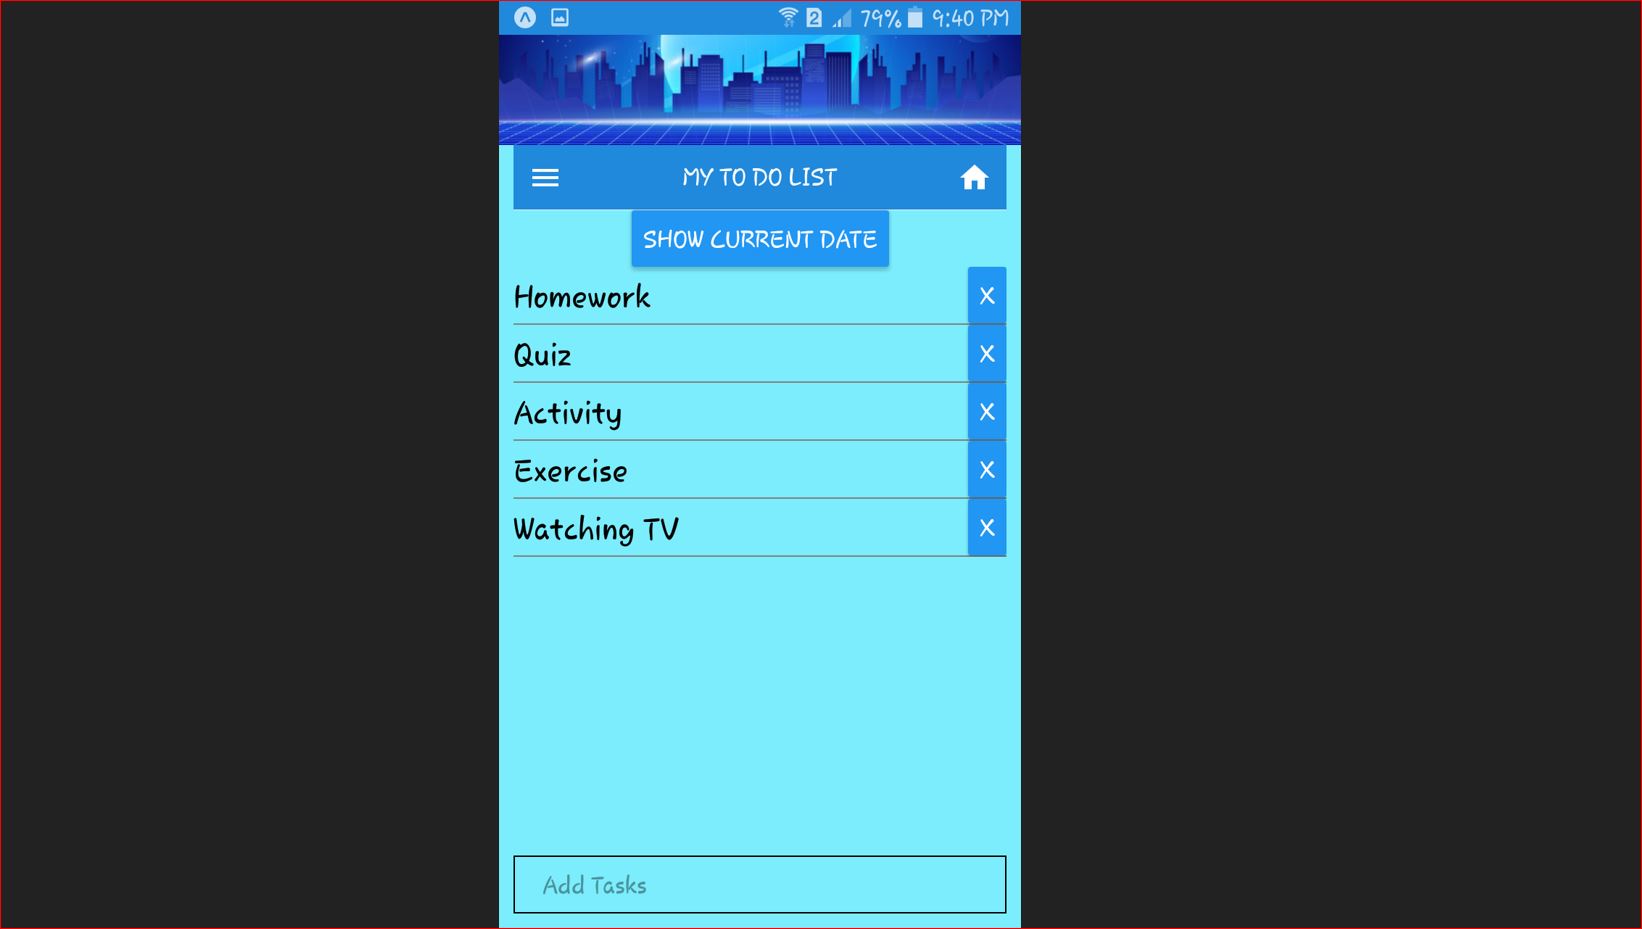 2 79% 9:40 PM
MY TO DO LIST
SHOW CURRENT DATE
Homework X
Quiz X
Activity X
Exercise X
Watching TV X
Add Tasks